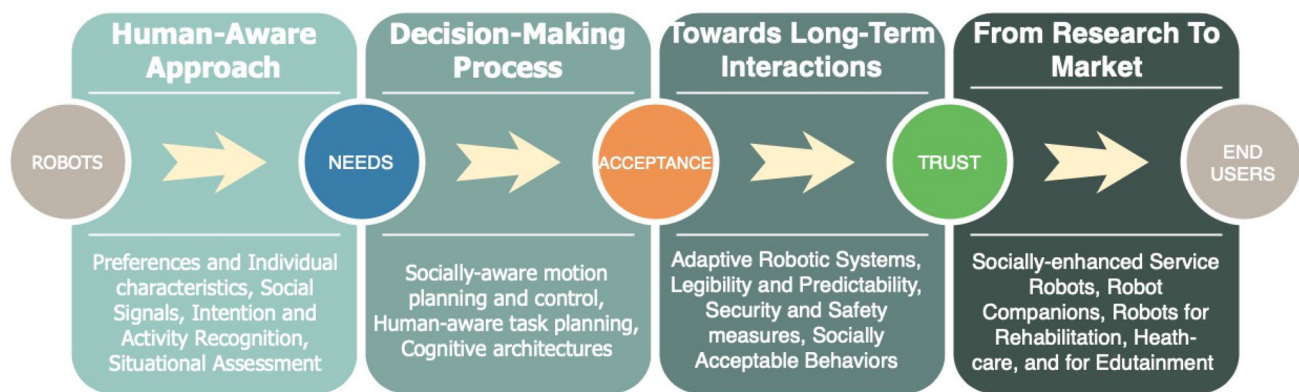 Human-Aware
Approach
Decision-Making
Process
Towards Long-Term
Interactions
From Research To
Market
ROBOTS
NEEDS
ACCEPTANCE
TRUST
END
USERS
Preferences and Individual
characteristics, Social
Signals, Intention and
Activity Recognition,
Situational Assessment
Socially-aware motion
planning and control,
Human-aware task planning,
Cognitive architectures
Adaptive Robotic Systems,
Legibility and Predictability,
Security and Safety
measures, Socially
Acceptable Behaviors
Socially-enhanced Service
Robots, Robot
Companions, Robots for
Rehabilitation, Heath-
care, and for Edutainment